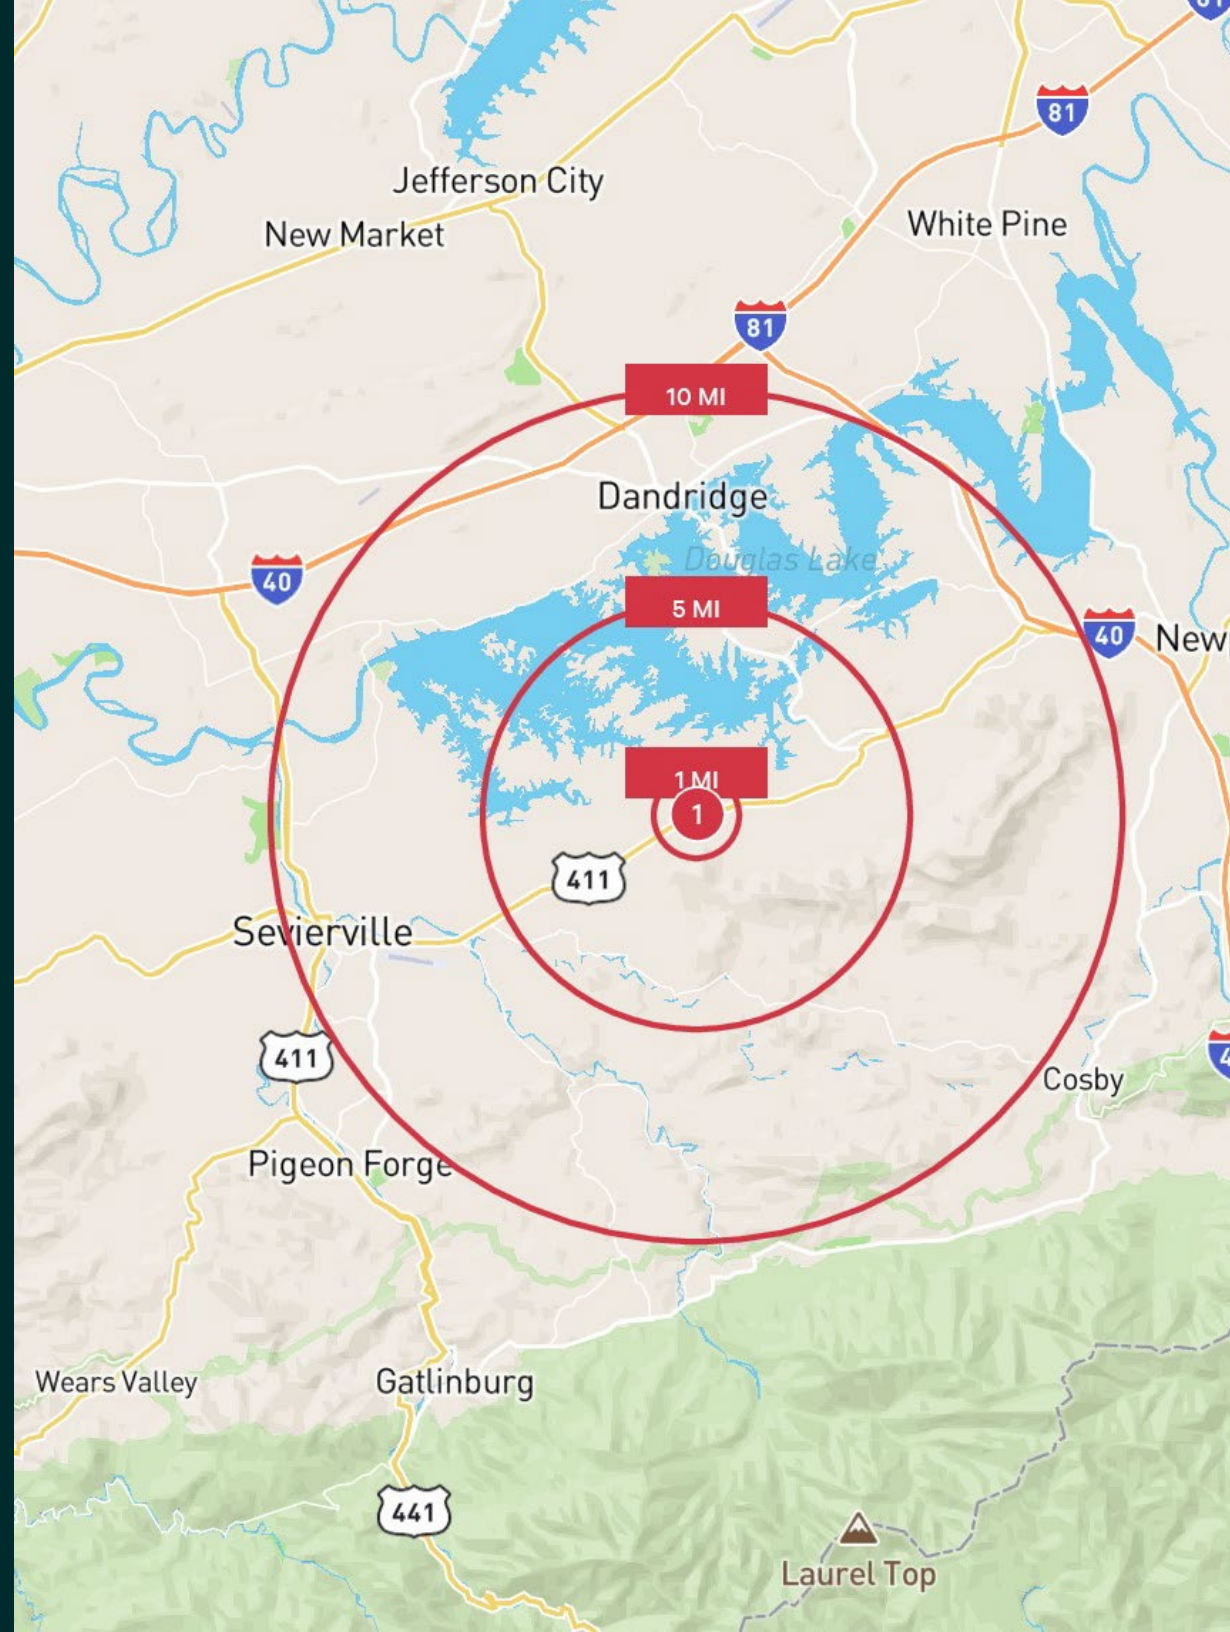 81
Jefferson City
New Market
White Pine
81
10 MI
Dandridge
Douglas Lake
40
5 MI
40
New
1 MI
1
411
Sevierville
411
Cosby
Pigeon Forge
Wears Valley
Gatlinburg
441
Laurel Top